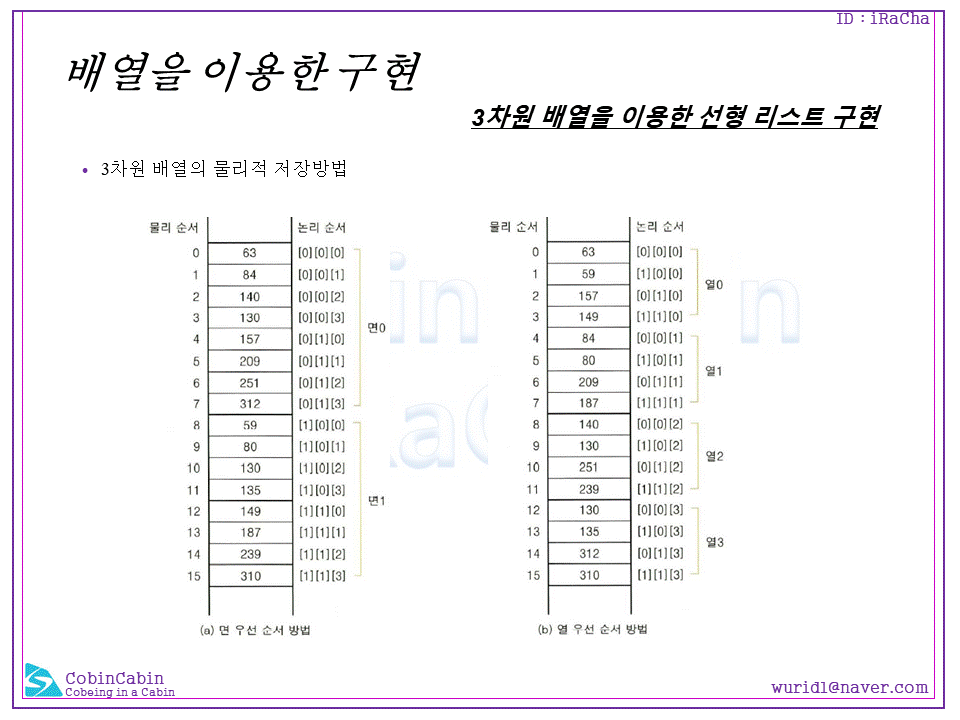 ID : iRaCha
배열을 이용한 구현
3차원 배열을 이용한 선형 리스트 구현
• 3차원 배열의 물리적 저장방법
물리 순서 논리 순서
0 63 [0][0][0]
1 84 [0][0][1]
2 140 [0][0][2]
3 130 [0][0][3]
면0
4 157 [0][1][0]
5 209 [0][1][1]
6 251 [0][1][2]
7 312 [0][1][3]
8 59 [1][0][0]
9 80 [1][0][1]
10 130 [1][0][2]
11 135 [1][0][3]
면1
12 149 [1][1][0]
13 187 [1][1][1]
14 239 [1][1][2]
15 310 [1][1][3]
(a) 면 우선 순서 방법
물리 순서 논리 순서
0 63 [0][0][0]
1 59 [1][0][0]
열0
2 157 [0][1][0]
3 149 [1][1][0]
4 84 [0][0][1]
5 80 [1][0][1]
열1
6 209 [0][1][1]
7 187 [1][1][1]
8 140 [0][0][2]
9 130 [1][0][2]
열2
10 251 [0][1][2]
11 239 [1][1][2]
12 130 [0][0][3]
13 135 [1][0][3]
열3
14 312 [0][1][3]
15 310 [1][1][3]
(b) 열 우선 순서 방법
CobinCabin
Cobeing in a Cabin
wurid1@naver.com